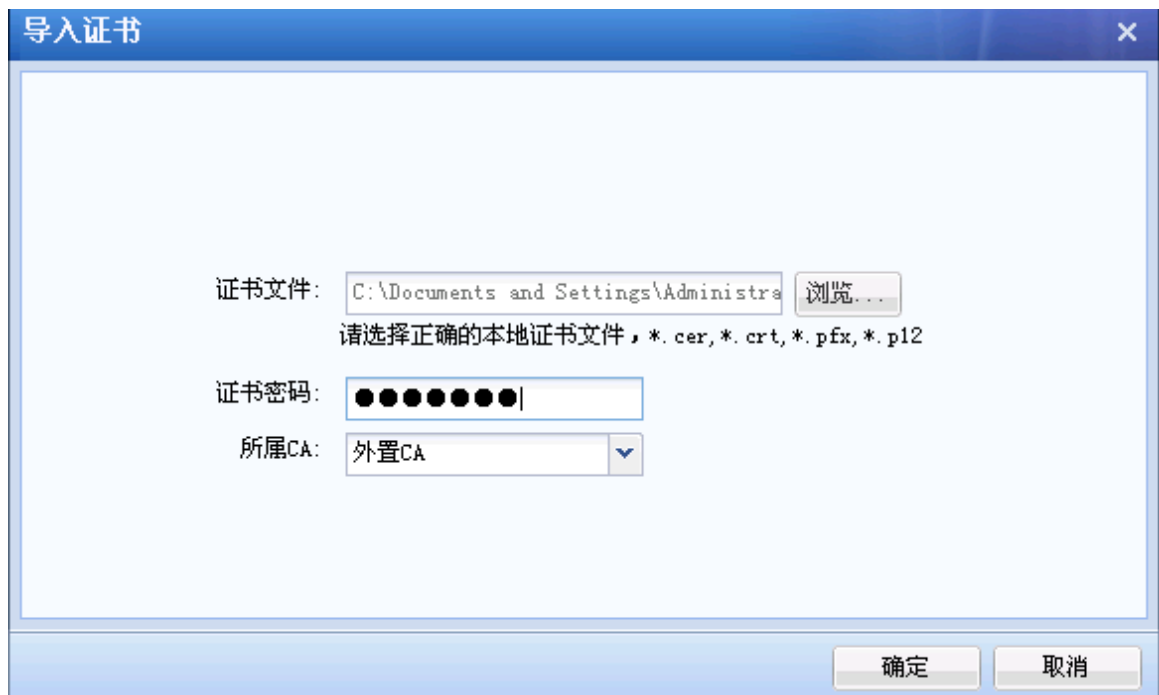 导入证书
证书文件: C:\Documents and Settings\Administra 浏览...
请选择正确的本地证书文件，*.cer,*.crt,*.pfx,*.p12
证书密码: ●●●●●●●
所属CA: 外置CA
确定 取消